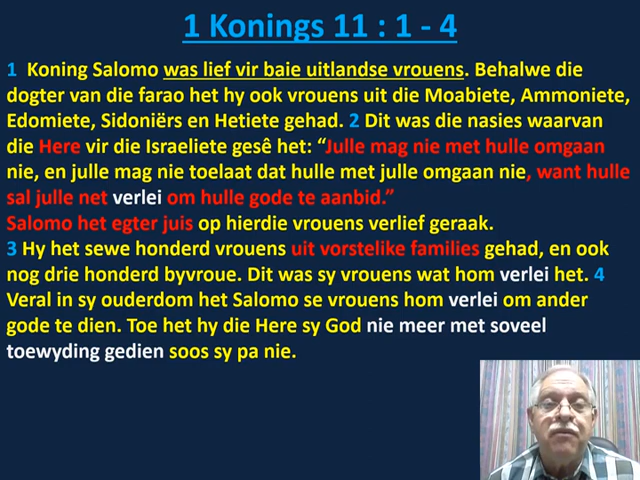 1 Konings 11 : 1 - 4
1 Koning Salomo was lief vir baie uitlandse vrouens. Behalwe die
dogter van die farao het hy ook vrouens uit die Moabiete, Ammoniete,
Edomiete, Sidoniërs en Hetiete gehad. 2 Dit was die nasies waarvan
die Here vir die Israeliete gesê het: “Julle mag nie met hulle omgaan
nie, en julle mag nie toelaat dat hulle met julle omgaan nie, want hulle
sal julle net verlei om hulle gode te aanbid.”
Salomo het egter juis op hierdie vrouens verlief geraak.
3 Hy het sewe honderd vrouens uit vorstelike families gehad, en ook
nog drie honderd byvroue. Dit was sy vrouens wat hom verlei het. 4
Veral in sy ouderdom het Salomo se vrouens hom verlei om ander
gode te dien. Toe het hy die Here sy God nie meer met soveel
toewyding gedien soos sy pa nie.